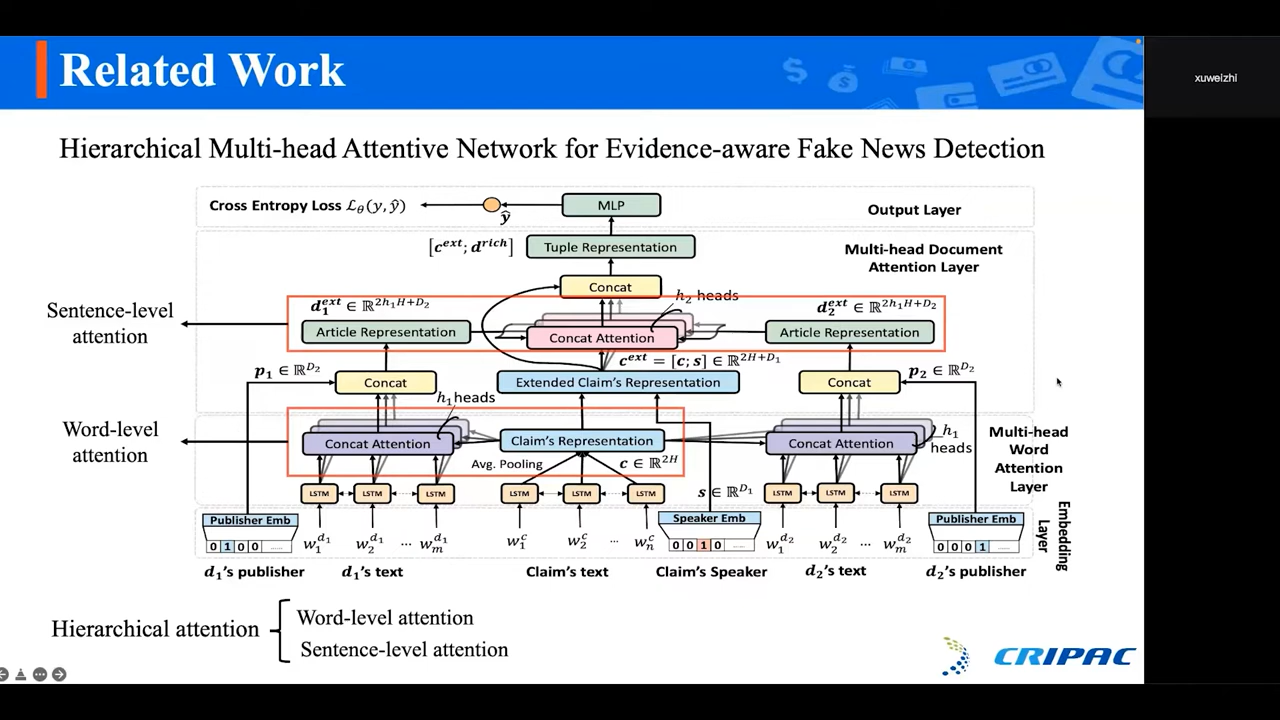 Related Work
xuweizhi
Hierarchical Multi-head Attentive Network for Evidence-aware Fake News Detection
Cross Entropy Loss ℒθ(y, ŷ)
ŷ
MLP
Output Layer
[c^ext; d^rich]
Tuple Representation
Multi-head Document
Attention Layer
Concat
h₂ heads
Sentence-level
attention
d₁^ext ∈ ℝ^(2h₁H+D₂)
d₂^ext ∈ ℝ^(2h₁H+D₂)
Article Representation
Concat Attention
Article Representation
c^ext = [c; s] ∈ ℝ^(2H+D₁)
p₁ ∈ ℝ^D₂
Concat
Extended Claim's Representation
Concat
p₂ ∈ ℝ^D₂
h₁ heads
Word-level
attention
Concat Attention
Claim's Representation
Concat Attention
h₁
heads
Multi-head
Word
Attention
Layer
Avg. Pooling
c ∈ ℝ^2H
LSTM LSTM LSTM LSTM LSTM LSTM s ∈ ℝ^D₁ LSTM LSTM LSTM
Publisher Emb
0 1 0 0 ......
w₁^d₁ w₂^d₁ ... wₘ^d₁
w₁^c w₂^c ... wₙ^c
Speaker Emb
0 0 1 0 ......
w₁^d₂ w₂^d₂ ... wₘ^d₂
Publisher Emb
0 0 0 1 ......
Embedding
Layer
d₁'s publisher
d₁'s text
Claim's text
Claim's Speaker
d₂'s text
d₂'s publisher
Hierarchical attention
Word-level attention
Sentence-level attention
CRIPAC